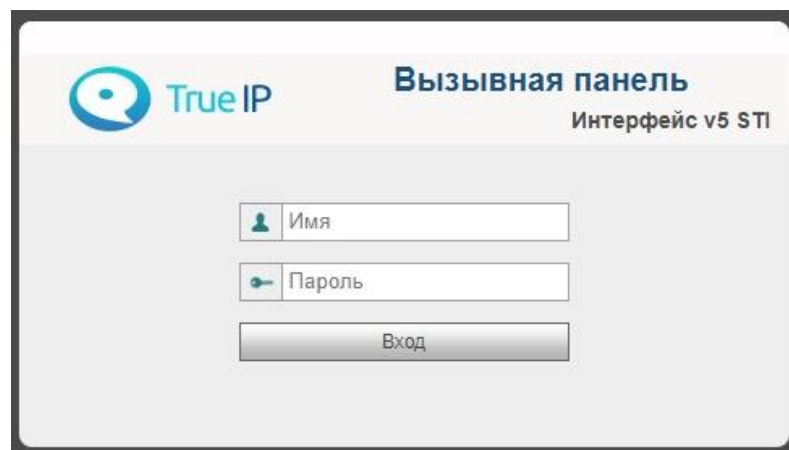 True IP
Вызывная панель
Интерфейс v5 STI
Имя
Пароль
Вход